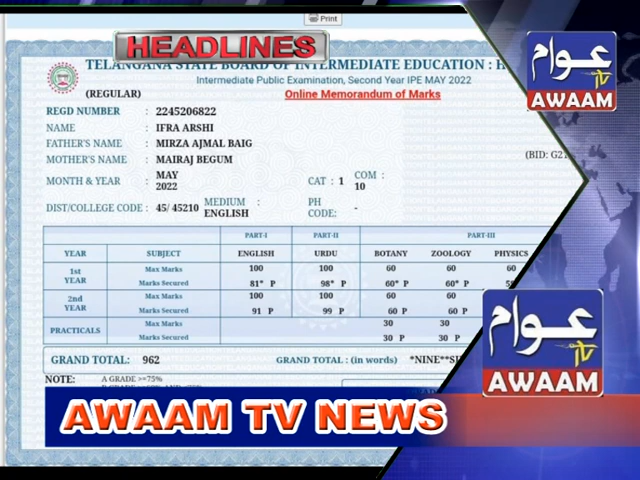 Print
HEADLINES
TELANGANA STATE BOARD OF INTERMEDIATE EDUCATION : H
Intermediate Public Examination, Second Year IPE MAY 2022
(REGULAR) Online Memorandum of Marks
REGD NUMBER : 2245206822
NAME : IFRA ARSHI
FATHER'S NAME : MIRZA AJMAL BAIG
MOTHER'S NAME : MAIRAJ BEGUM
(BID: G21
MONTH & YEAR : MAY 2022 CAT : 1 COM : 10
DIST/COLLEGE CODE : 45/ 45210 MEDIUM : ENGLISH PH CODE: -
PART-I PART-II PART-III
YEAR SUBJECT ENGLISH URDU BOTANY ZOOLOGY PHYSICS
1st YEAR Max Marks 100 100 60 60 60
Marks Secured 81* P 98* P 60* P 60* P
2nd YEAR Max Marks 100 100 60 60
Marks Secured 91 P 99 P 60 P 60 P
PRACTICALS Max Marks 30 30
Marks Secured 30 P 30 P
GRAND TOTAL: 962 GRAND TOTAL : (in words) *NINE**SI
NOTE: A GRADE >=75%
عوام
TV
AWAAM
عوام
TV
AWAAM
AWAAM TV NEWS